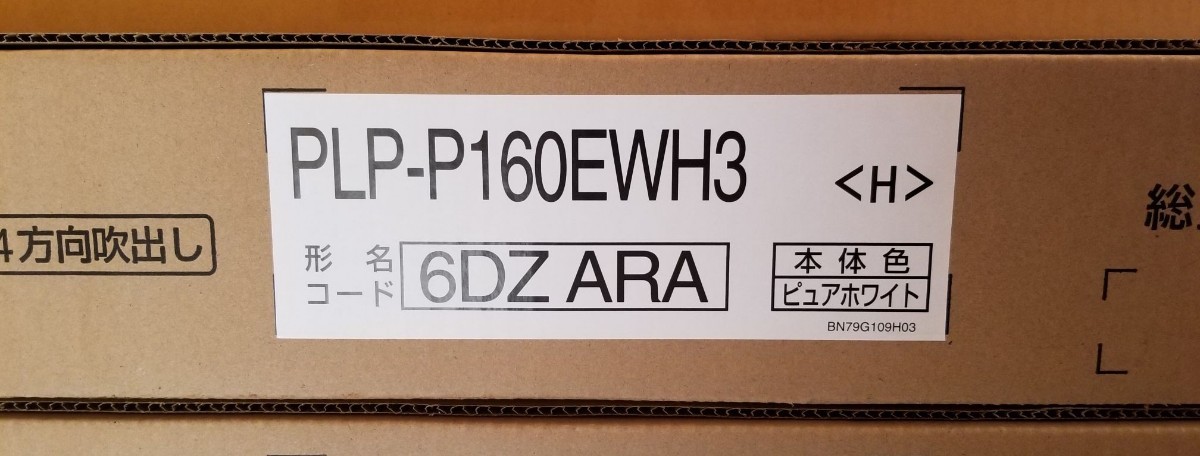 PLP-P160EWH3 <H>
4方向吹出し
形名
コード
6DZ ARA
本体色
ピュアホワイト
BN79G109H03
総